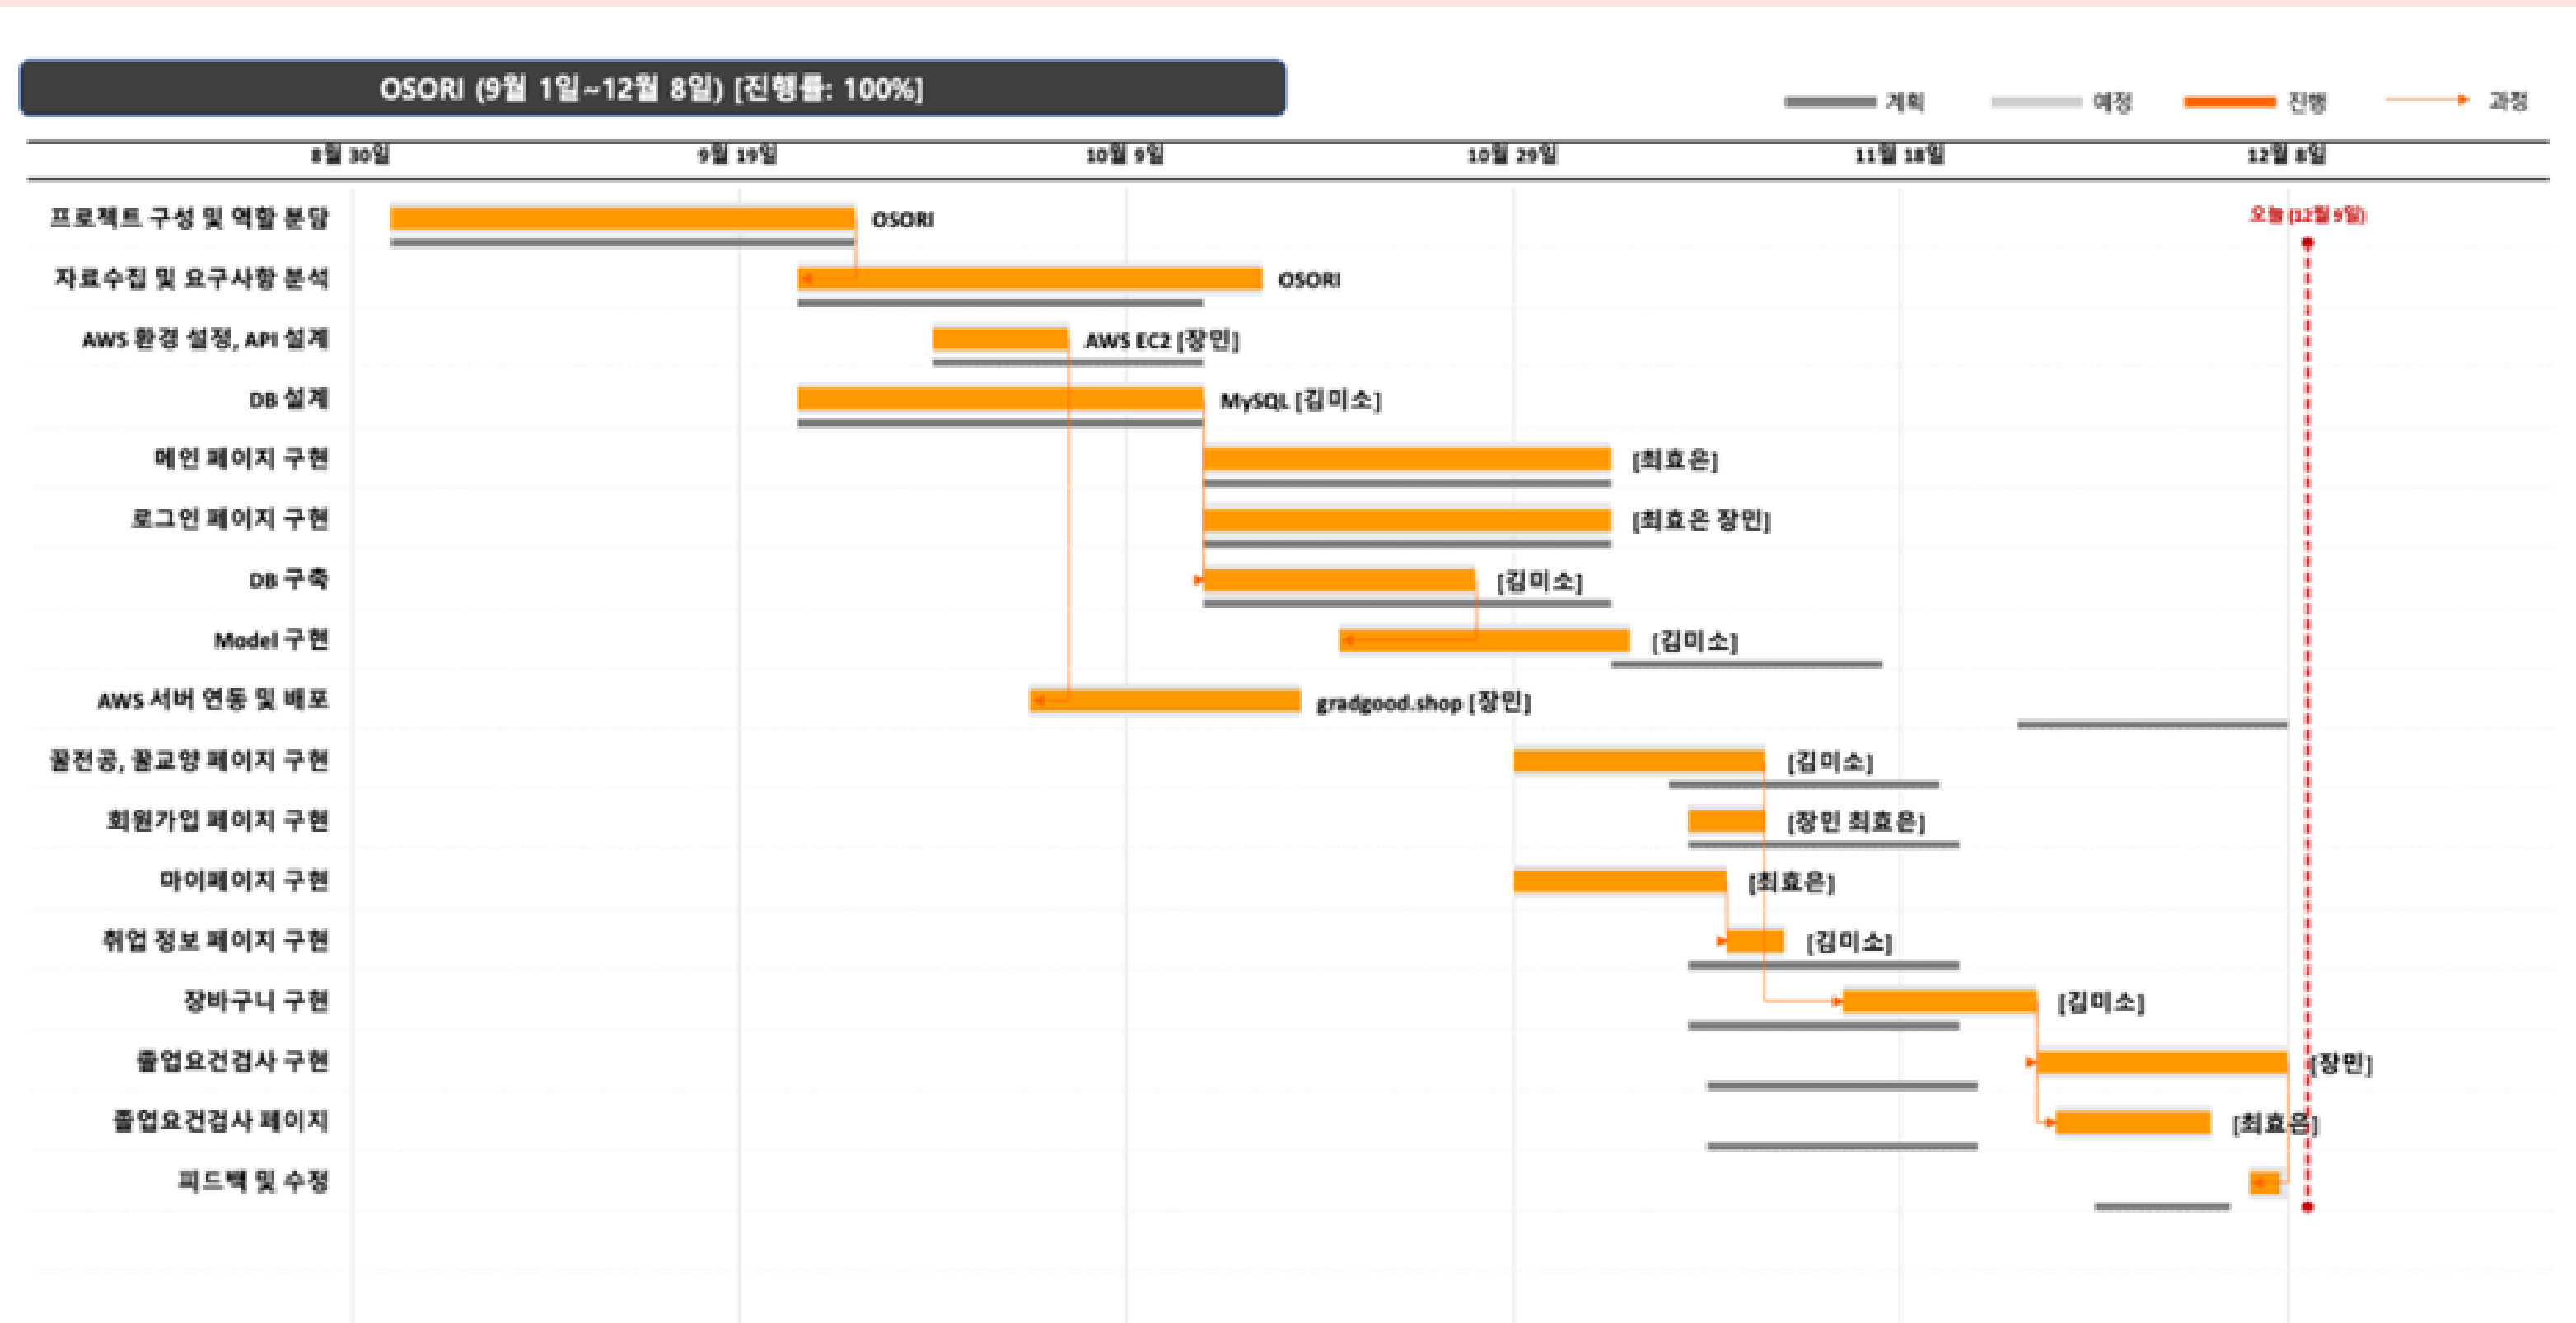 OSORI (9월 1일~12월 8일) [진행률: 100%]
계획 예정 진행 과정
8월 30일 9월 19일 10월 9일 10월 29일 11월 18일 12월 8일
프로젝트 구성 및 역할 분담 OSORI 오늘 (12월 9일)
자료수집 및 요구사항 분석 OSORI
AWS 환경 설정, API 설계 AWS EC2 [장민]
DB 설계 MySQL [김미소]
메인 페이지 구현 [최효은]
로그인 페이지 구현 [최효은 장민]
DB 구축 [김미소]
Model 구현 [김미소]
AWS 서버 연동 및 배포 gradgood.shop [장민]
꿀전공, 꿀교양 페이지 구현 [김미소]
회원가입 페이지 구현 [장민 최효은]
마이페이지 구현 [최효은]
취업 정보 페이지 구현 [김미소]
장바구니 구현 [김미소]
졸업요건검사 구현 [장민]
졸업요건검사 페이지 [최효은]
피드백 및 수정